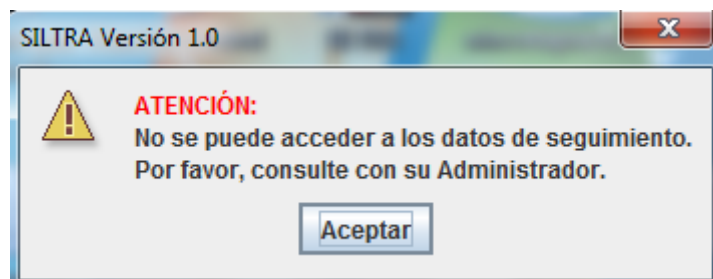 SILTRA Versión 1.0
ATENCIÓN:
No se puede acceder a los datos de seguimiento.
Por favor, consulte con su Administrador.
Aceptar